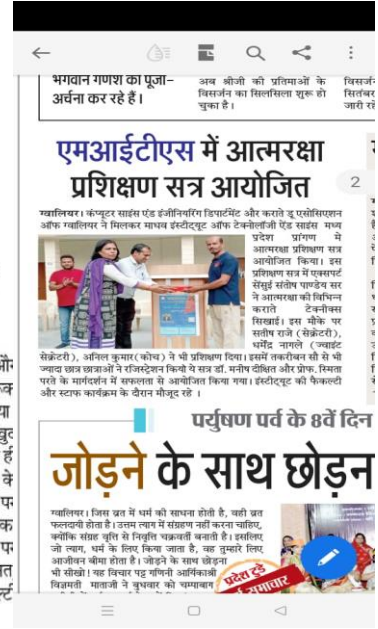 भगवान गणेश की पूजा-
अर्चना कर रहे हैं।
अब श्रीजी की प्रतिमाओं के
विसर्जन का सिलसिला शुरू हो
चुका है।
एमआईटीएस में आत्मरक्षा
प्रशिक्षण सत्र आयोजित
2
ग्वालियर। कंप्यूटर साइंस एंड इंजीनियरिंग डिपार्टमेंट और कराते डू एसोसिएशन
ऑफ ग्वालियर ने मिलकर माधव इंस्टीट्यूट ऑफ टेक्नोलॉजी ऐंड साइंस मध्य
प्रदेश प्रांगण मे
आत्मरक्षा प्रशिक्षण सत्र
आयोजित किया। इस
प्रशिक्षण सत्र में एक्सपर्ट
सेंसुई संतोष पाण्डेय सर
ने आत्मरक्षा की विभिन्न
कराते टेक्नीक्स
सिखाई। इस मौके पर
सतीष राजे (सेक्रेटरी),
धर्मेंद्र नागले (ज्वाइंट
सेक्रेटरी), अनिल कुमार( कोच) ने भी प्रशिक्षण दिया। इसमें तकरीबन सौ से भी
ज्यादा छात्र छात्राओं ने रजिस्ट्रेशन कियो ये सत्र डॉ. मनीष दीक्षित और प्रोफ. स्मिता
परते के मार्गदर्शन में सफलता से आयोजित किया गया। इंस्टीट्यूट की फैकल्टी
और स्टाफ कार्यक्रम के दौरान मौजूद रहे ।
पर्युषण पर्व के 8वें दिन
जोड़ने के साथ छोड़न
ग्वालियर। जिस व्रत में धर्म की साधना होती है, वही व्रत
फलदायी होता है। उत्तम त्याग में संग्रहण नहीं करना चाहिए,
क्योंकि संग्रह वृत्ति से निवृत्ति चक्रवर्ती बनाती है। इसलिए
जो त्याग, धर्म के लिए किया जाता है, वह तुम्हारे लिए
आजीवन बीमा होता है। जोड़ने के साथ छोड़ना
भी सीखो! यह विचार पट्ट गणिनी आर्यिकाश्री
विज्ञमती माताजी ने बुधवार को चम्पाबाग
प्रदेश टुडे
समाचार